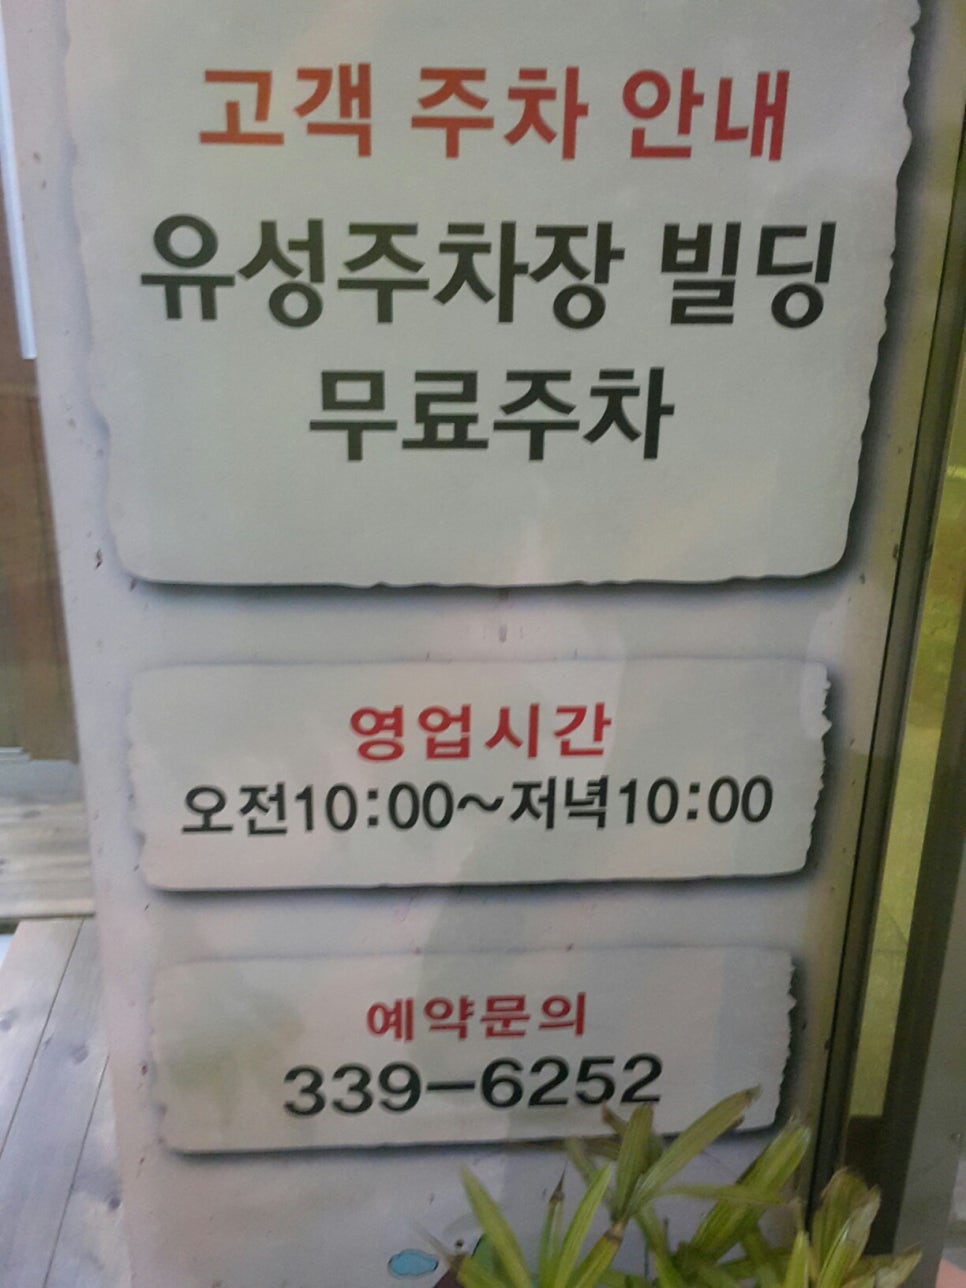 고객 주차 안내
유성주차장 빌딩
무료주차
영업시간
오전10:00~저녁10:00
예약문의
339-6252